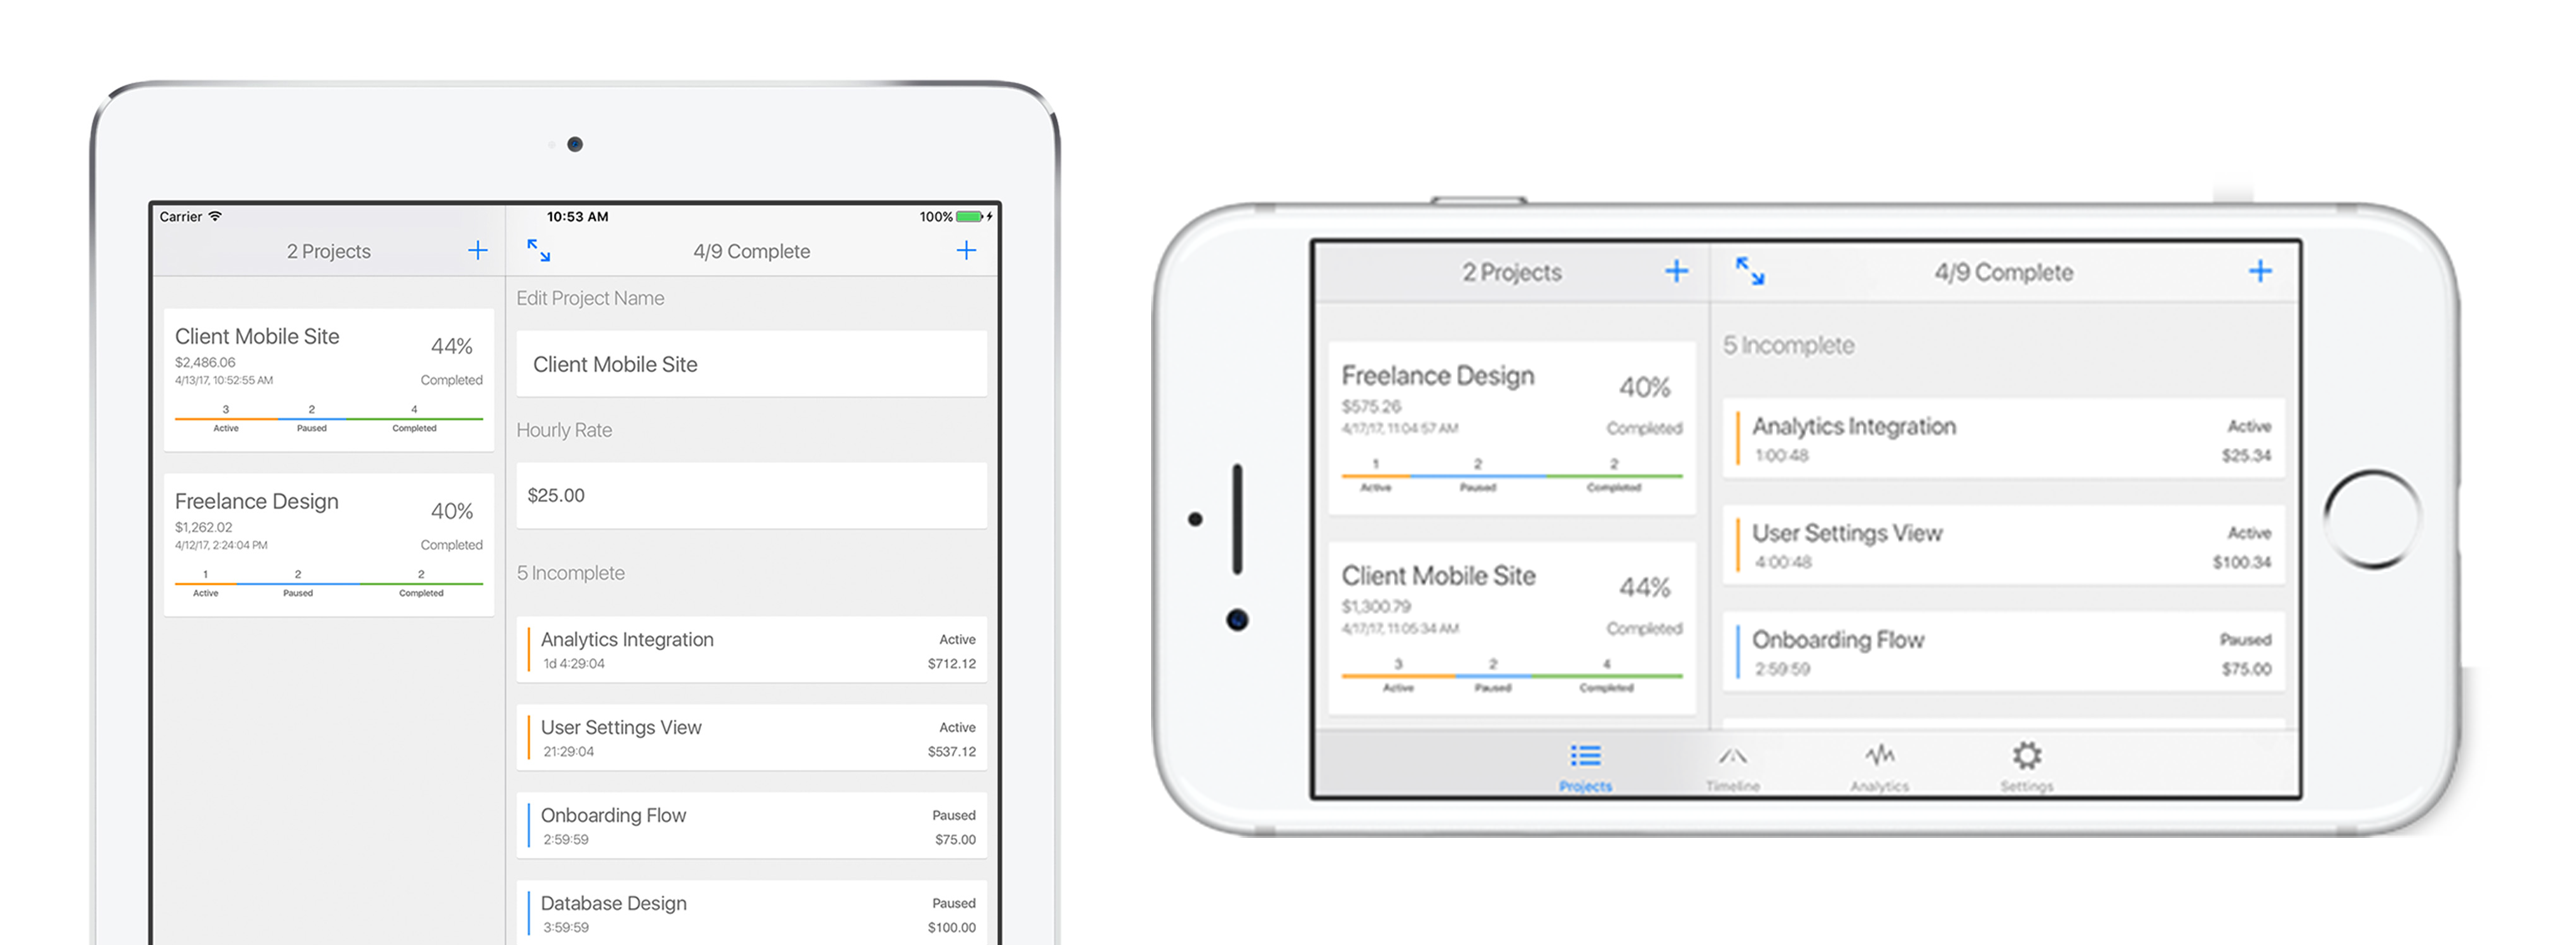 Carrier
10:53 AM
100%
2 Projects
4/9 Complete
Client Mobile Site
44%
$2,486.06
4/13/17, 10:52:55 AM
Completed
3
2
4
Active
Paused
Completed
Freelance Design
40%
$1,262.02
4/12/17, 2:24:04 PM
Completed
1
2
2
Active
Paused
Completed
Edit Project Name
Client Mobile Site
Hourly Rate
$25.00
5 Incomplete
Analytics Integration
Active
1d 4:29:04
$712.12
User Settings View
Active
21:29:04
$537.12
Onboarding Flow
Paused
2:59:59
$75.00
Database Design
Paused
3:59:59
$100.00
2 Projects
4/9 Complete
Freelance Design
40%
$575.26
4/17/17, 11:04:57 AM
Completed
1
2
2
Active
Paused
Completed
Client Mobile Site
44%
$1,300.79
4/17/17, 11:05:34 AM
Completed
3
2
4
Active
Paused
Completed
5 Incomplete
Analytics Integration
Active
1:00:48
$25.34
User Settings View
Active
4:00:48
$100.34
Onboarding Flow
Paused
2:59:59
$75.00
Projects
Timeline
Analytics
Settings